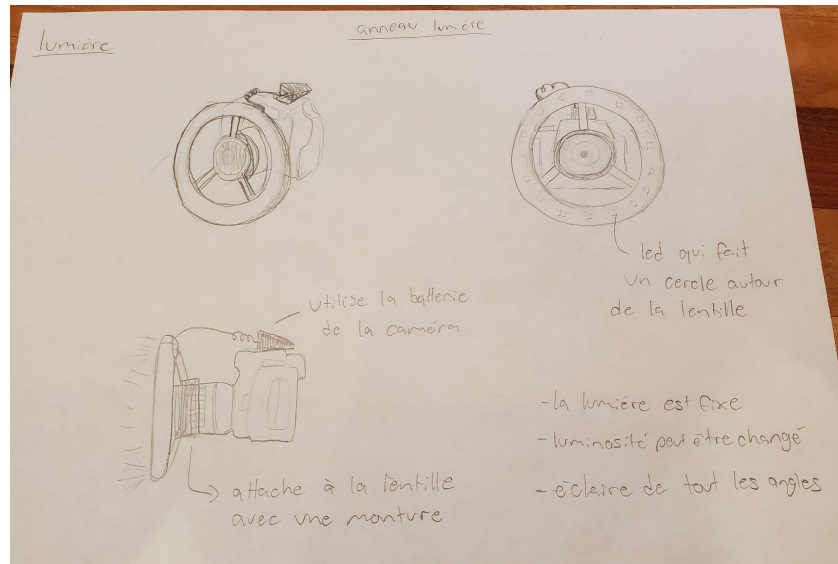 lumière
anneau lumière
led qui fait
un cercle autour
de la lentille
utilise la batterie
de la caméra
-la lumière est fixe
-luminosité peut être changé
-éclaire de tout les angles
attache à la lentille
avec une monture